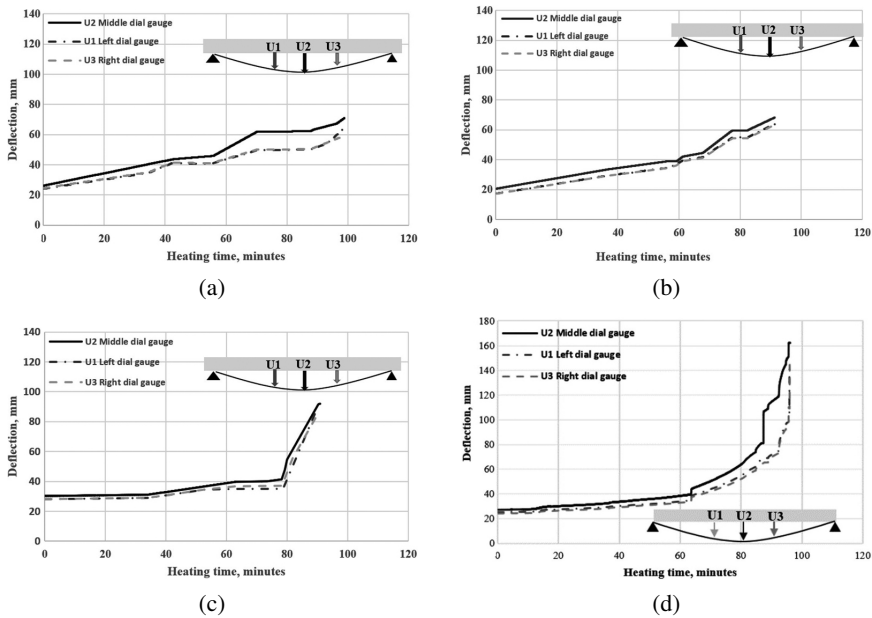 U2 Middle dial gauge
U1 Left dial gauge
U3 Right dial gauge
U1 U2 U3
140
120
100
80
60
40
20
0
Deflection, mm
0 20 40 60 80 100 120
Heating time, minutes
(a)
U2 Middle dial gauge
U1 Left dial gauge
U3 Right dial gauge
U1 U2 U3
140
120
100
80
60
40
20
0
Deflection, mm
0 20 40 60 80 100 120
Heating time, minutes
(b)
U2 Middle dial gauge
U1 Left dial gauge
U3 Right dial gauge
U1 U2 U3
140
120
100
80
60
40
20
0
Deflection, mm
0 20 40 60 80 100 120
Heating time, minutes
(c)
U2 Middle dial gauge
U1 Left dial gauge
U3 Right dial gauge
U1 U2 U3
180
160
140
120
100
80
60
40
20
0
Deflection, mm
0 20 40 60 80 100 120
Heating time, minutes
(d)